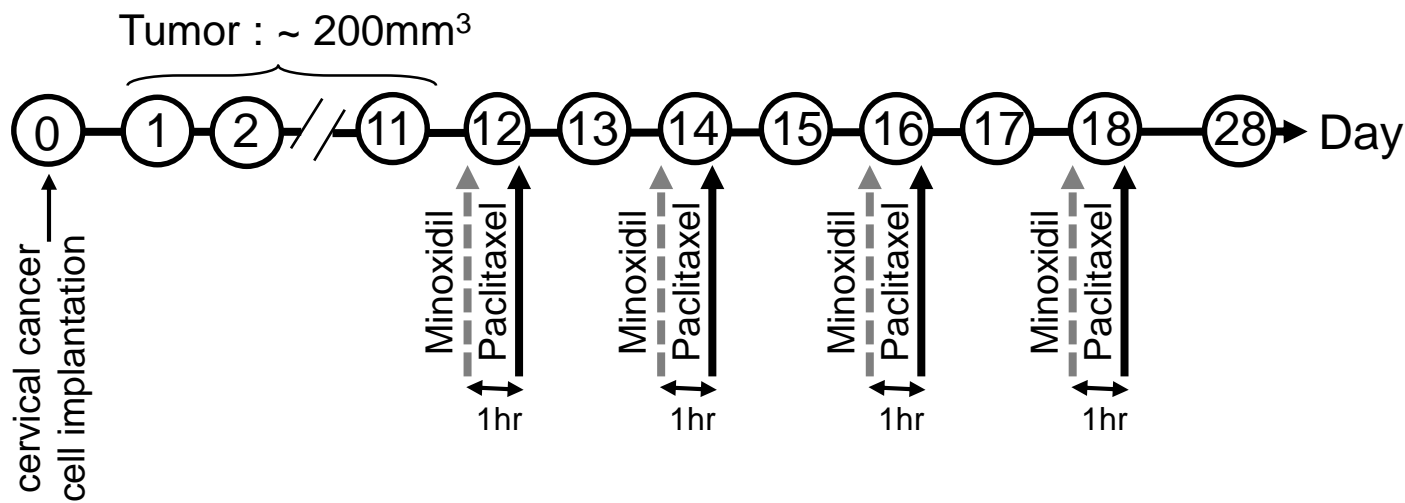 Tumor : ~ 200mm³
0 1 2 11 12 13 14 15 16 17 18 28 Day
cervical cancer
cell implantation
Minoxidil
Paclitaxel
1hr
Minoxidil
Paclitaxel
1hr
Minoxidil
Paclitaxel
1hr
Minoxidil
Paclitaxel
1hr